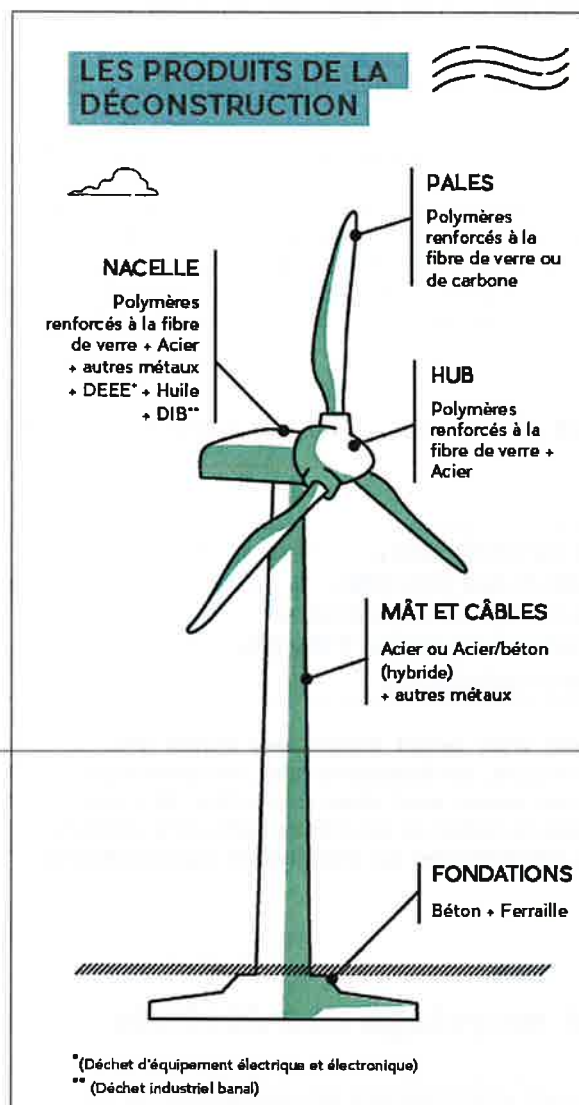 LES PRODUITS DE LA
DÉCONSTRUCTION
PALES
Polymères
renforcés à la
fibre de verre ou
de carbone
NACELLE
Polymères
renforcés à la fibre
de verre + Acier
+ autres métaux
+ DEEE* + Huile
+ DIB**
HUB
Polymères
renforcés à la
fibre de verre +
Acier
MÂT ET CÂBLES
Acier ou Acier/béton
(hybride)
+ autres métaux
FONDATIONS
Béton + Ferraille
*(Déchet d'équipement électrique et électronique)
** (Déchet industriel banal)